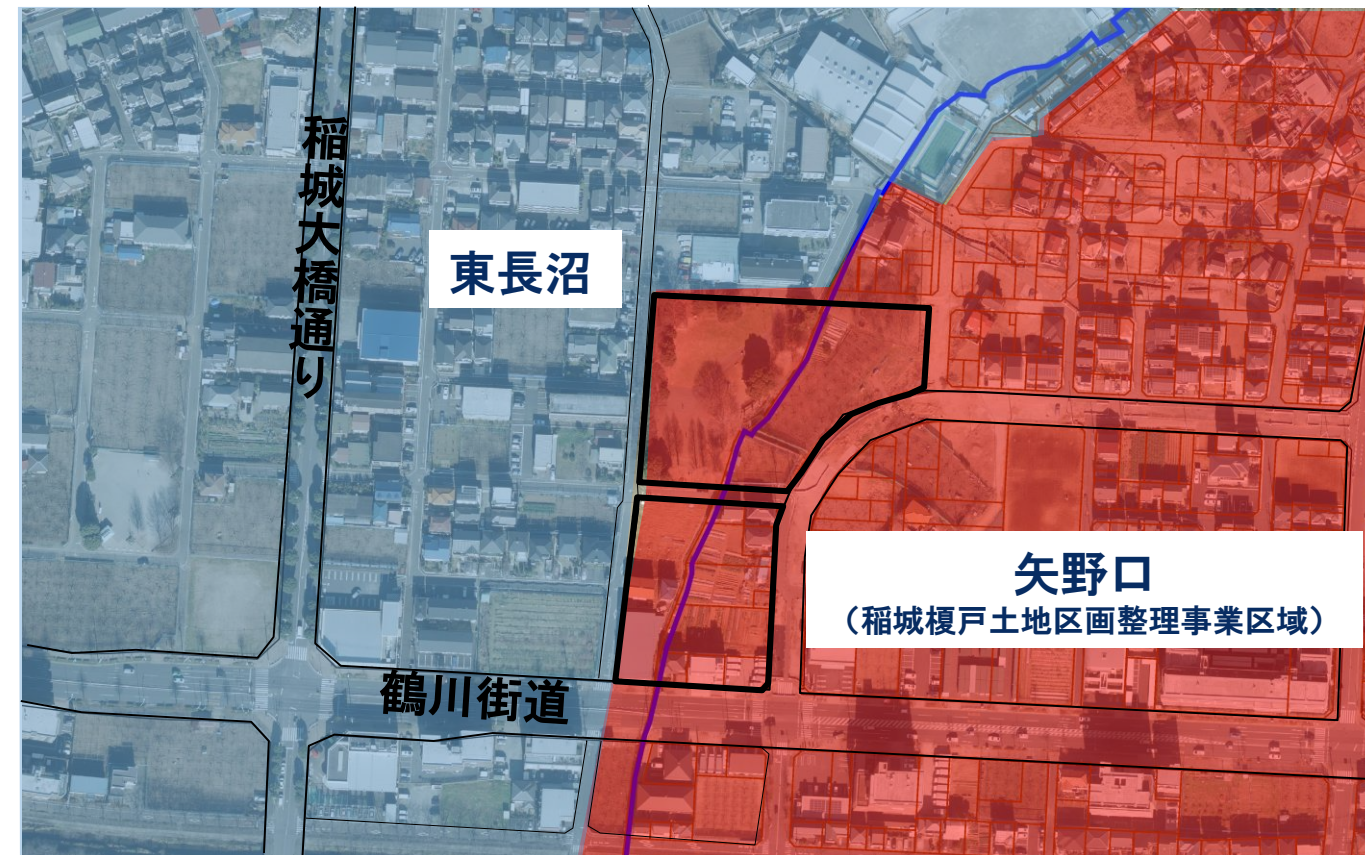 稲城大橋通り
東長沼
矢野口
（稲城榎戸土地区画整理事業区域）
鶴川街道